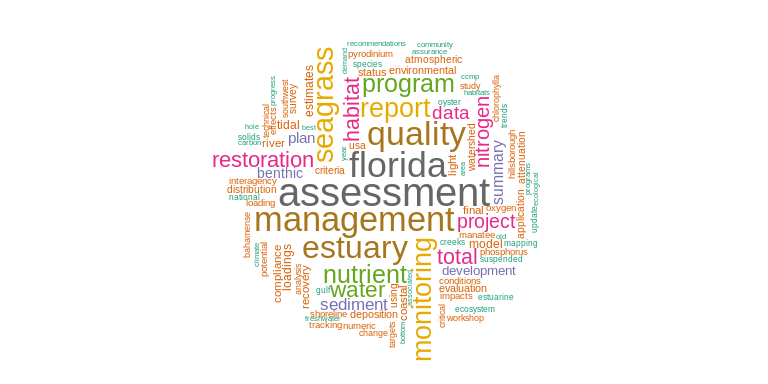 recommendations
community
assurance
pyrodinium
demand
atmospheric
species
status
environmental
ccmp
study
habitats
chlorophylla
progress
southwest
survey
estimates
seagrass
habitat
program
report
data
oyster
nitrogen
trends
technical
effects
tidal
best
hole
solids
carbon
river
plan
year
usa
quality
watershed
light
area
hillsborough
attenuation
programs
ecological
restoration
benthic
criteria
florida
summary
interagency
distribution
national
loading
assessment
final
oxygen
application
update
management
project
manatee
old
mapping
bahamense
climate
potential
compliance
loadings
analysis
recovery
estuary
creeks
model
phosphorus
suspended
total
development
nutrient
water
gulf
sediment
using
coastal
associated
monitoring
conditions
evaluation
impacts
estuarine
critical
ecosystem
workshop
shoreline
deposition
freshwater
tracking
numeric
change
targets
bottom